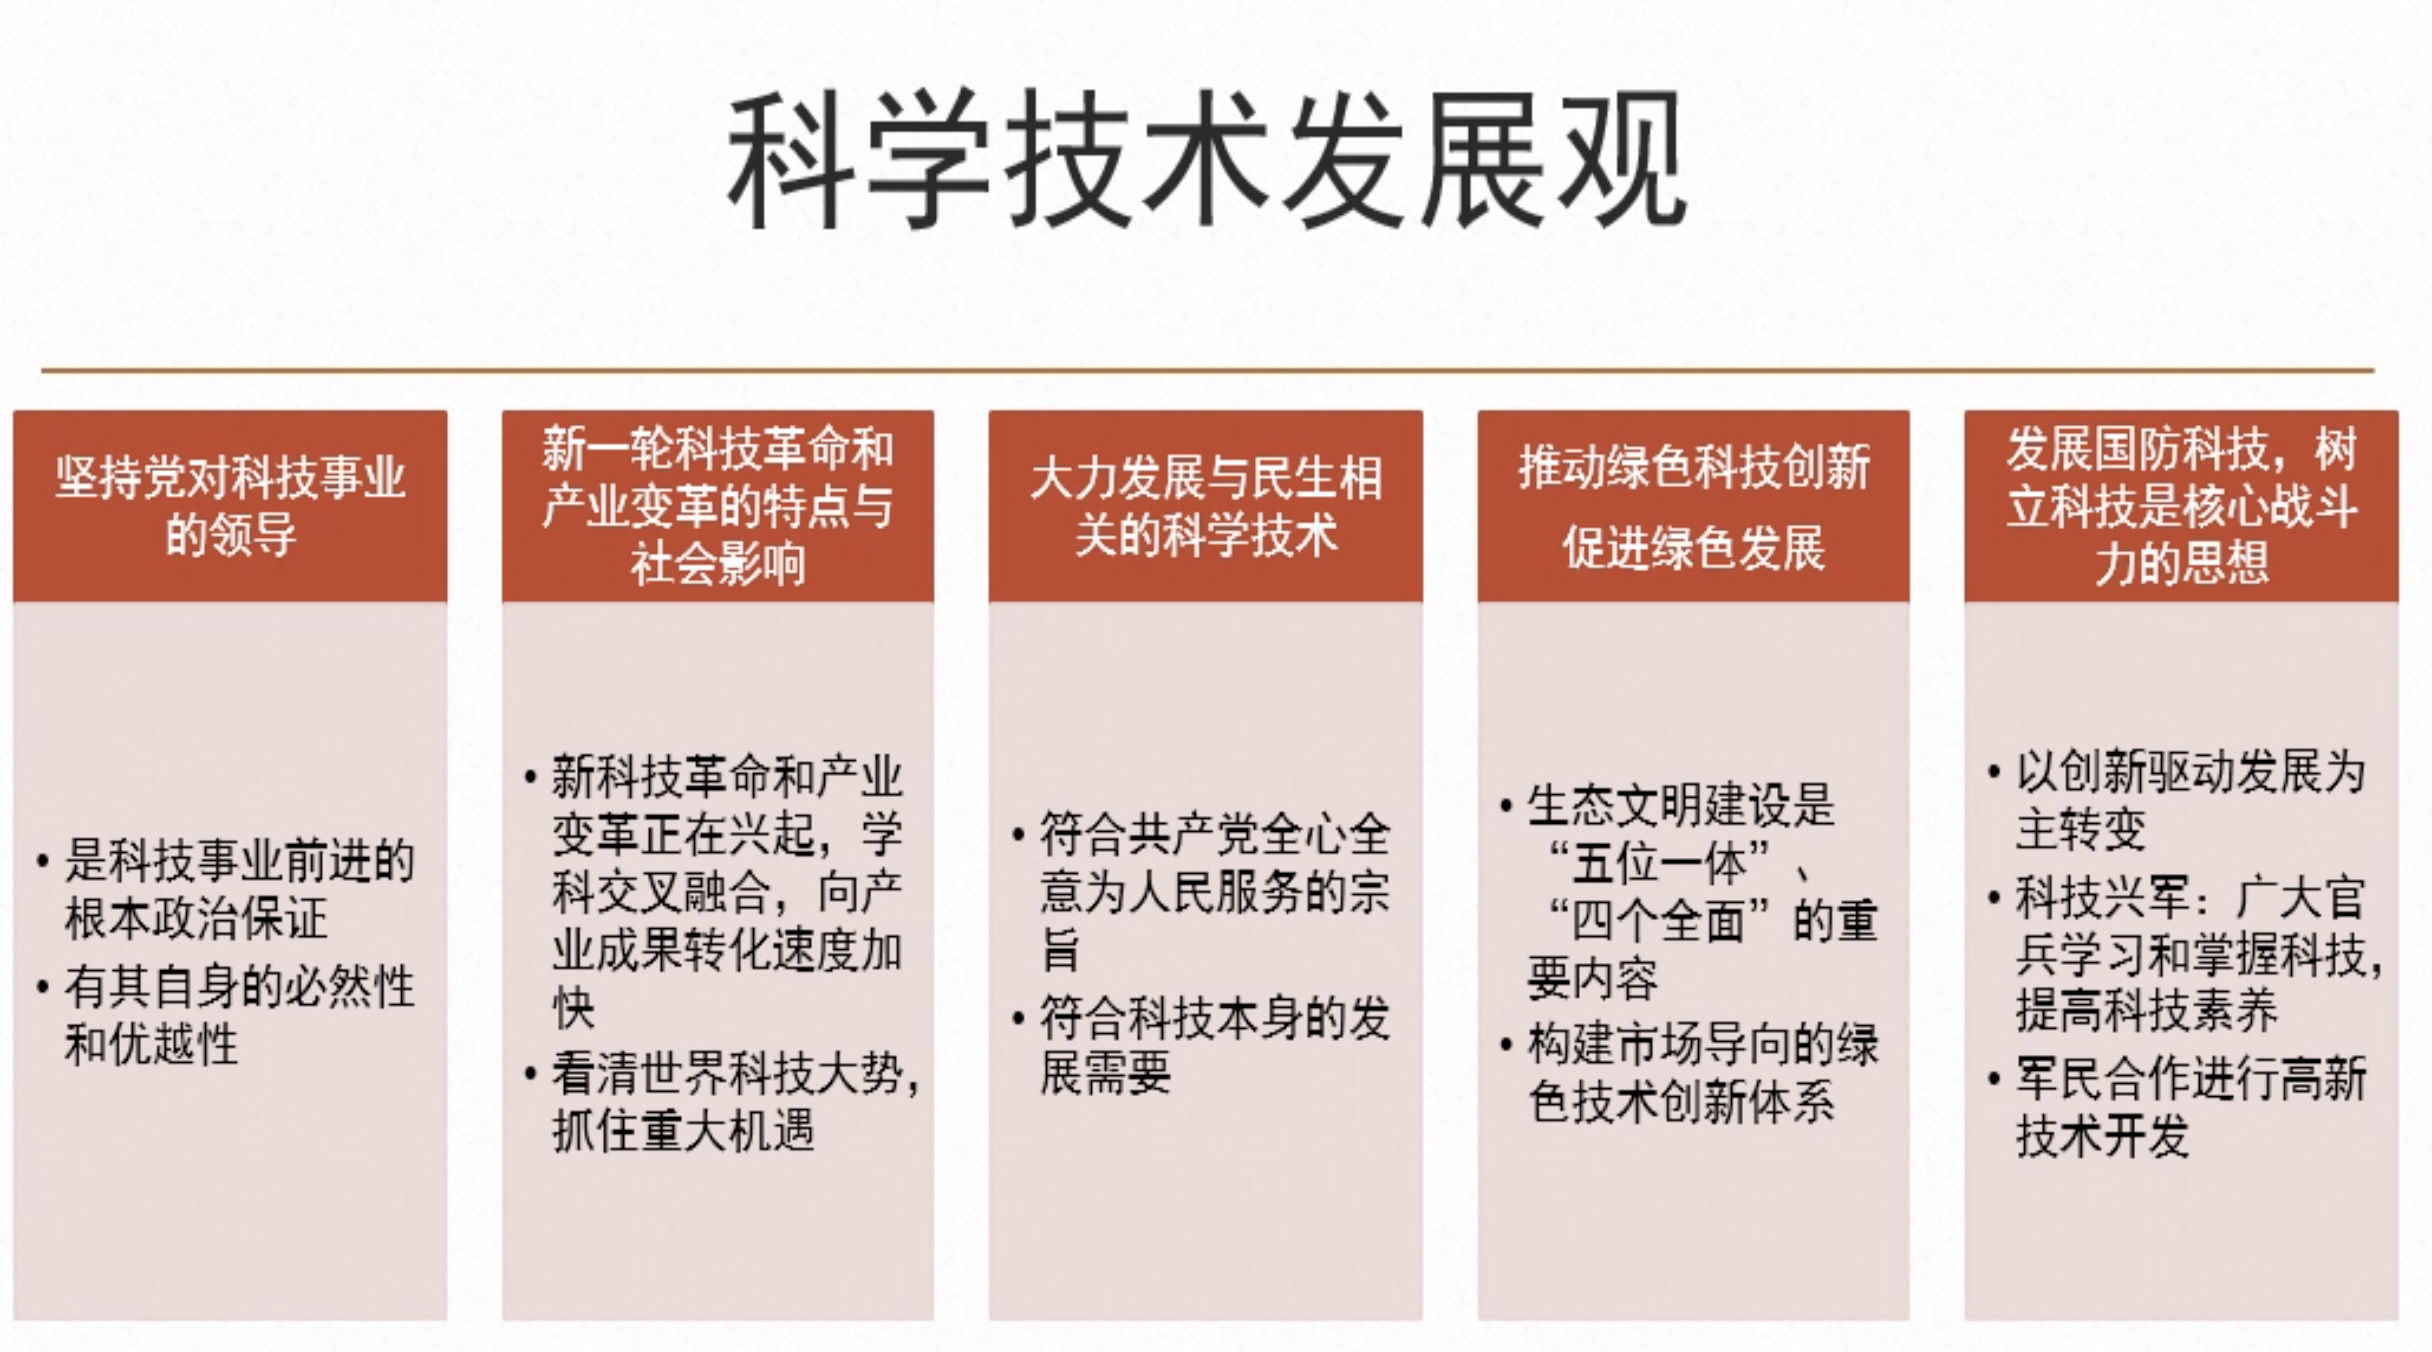 科学技术发展观
坚持党对科技事业
的领导
• 是科技事业前进的
根本政治保证
• 有其自身的必然性
和优越性
新一轮科技革命和
产业变革的特点与
社会影响
• 新科技革命和产业
变革正在兴起，学
科交叉融合，向产
业成果转化速度加
快
• 看清世界科技大势，
抓住重大机遇
大力发展与民生相
关的科学技术
• 符合共产党全心全
意为人民服务的宗
旨
• 符合科技本身的发
展需要
推动绿色科技创新
促进绿色发展
• 生态文明建设是
“五位一体”、
“四个全面”的重
要内容
• 构建市场导向的绿
色技术创新体系
发展国防科技，树
立科技是核心战斗
力的思想
• 以创新驱动发展为
主转变
• 科技兴军：广大官
兵学习和掌握科技，
提高科技素养
• 军民合作进行高新
技术开发